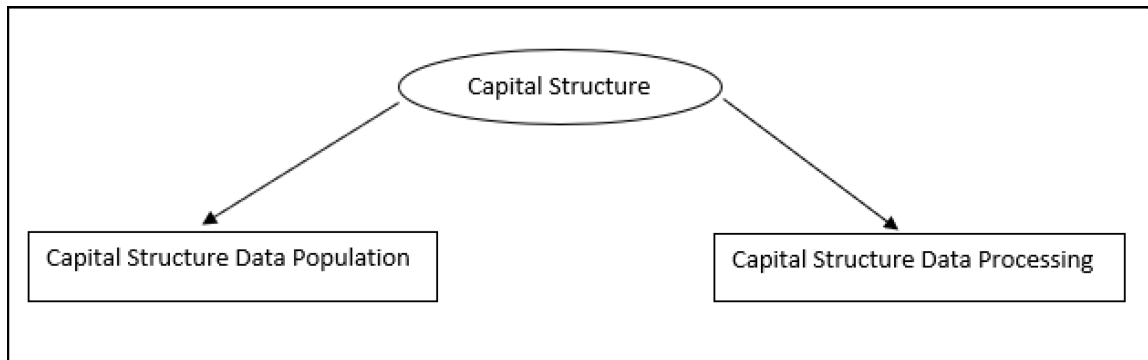 Capital Structure
Capital Structure Data Population
Capital Structure Data Processing